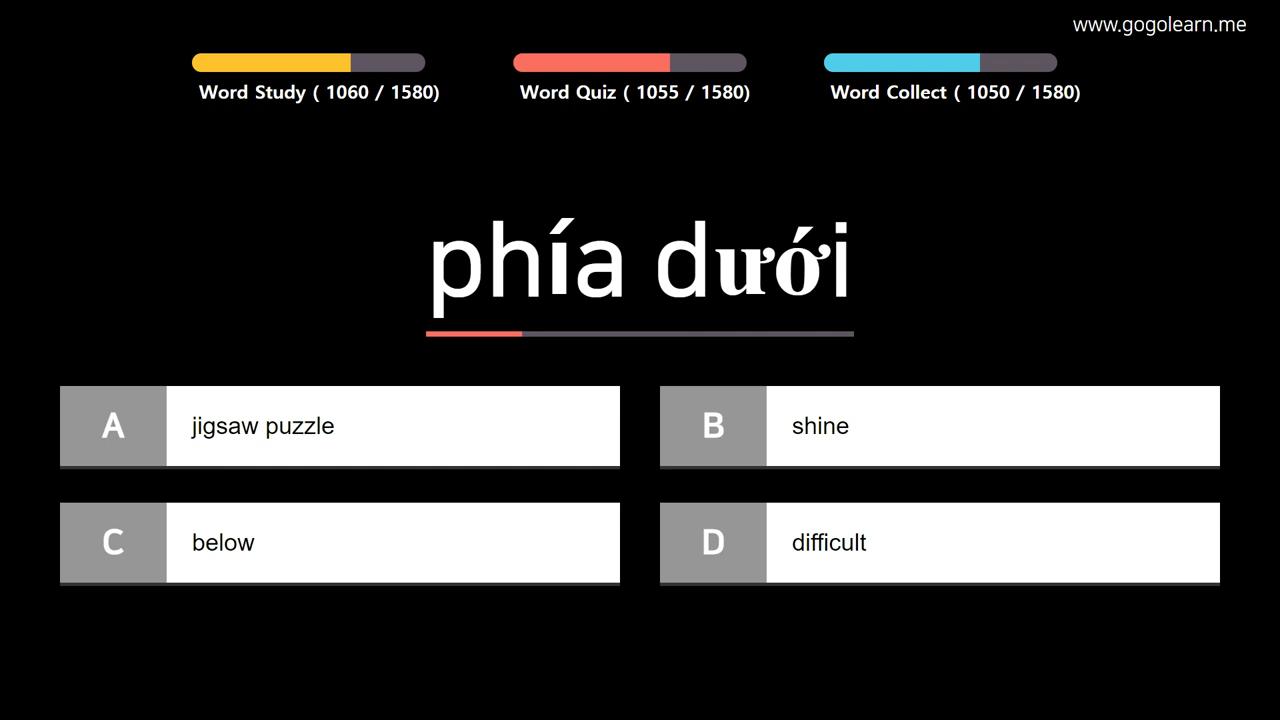 www.gogolearn.me
Word Study ( 1060 / 1580)
Word Quiz ( 1055 / 1580)
Word Collect ( 1050 / 1580)
phía dưới
A jigsaw puzzle
B shine
C below
D difficult